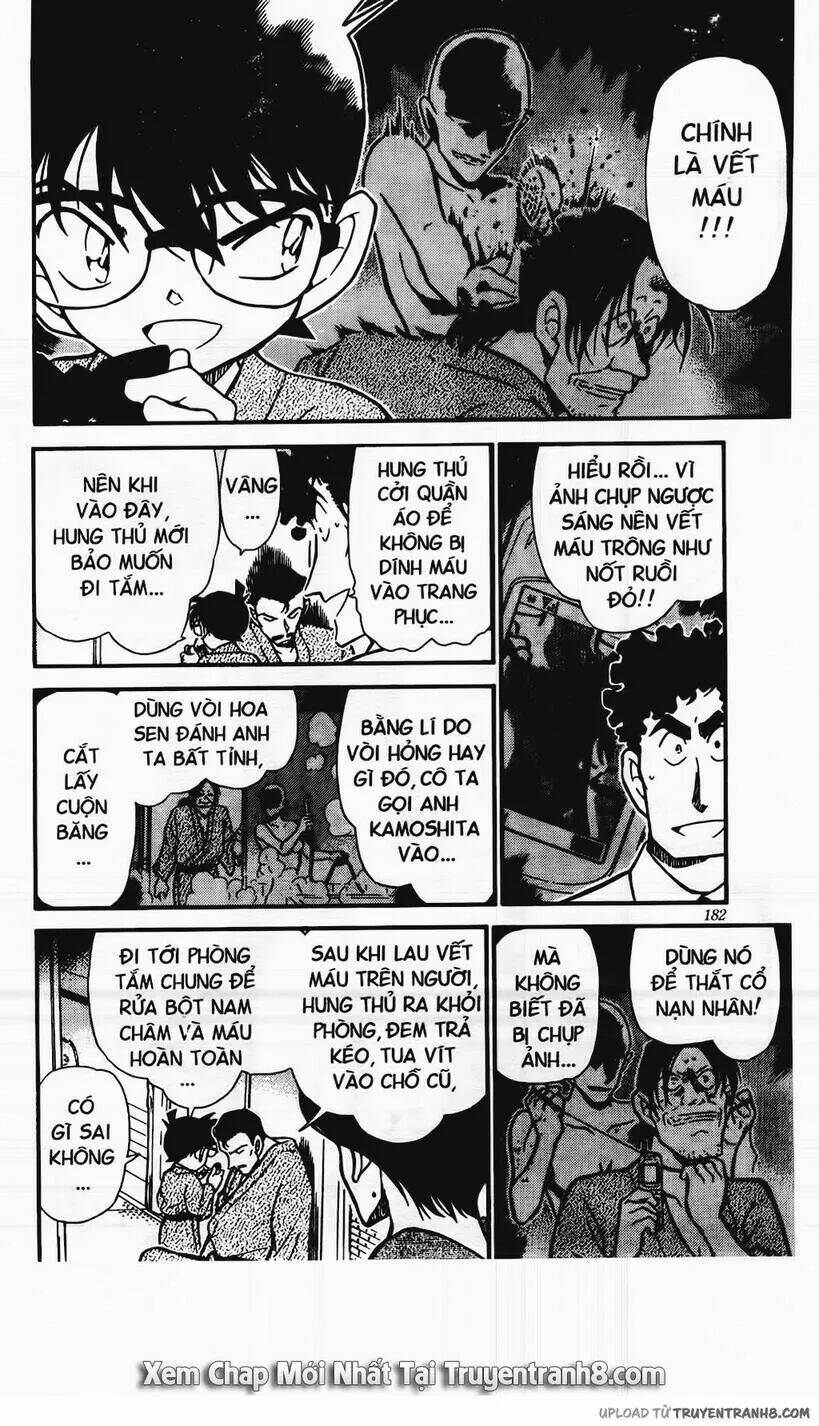 CHÍNH
LÀ VẾT
MÁU
!!!
HIỂU RỒI... VÌ
ẢNH CHỤP NGƯỢC
SÁNG NÊN VẾT
MÁU TRÔNG NHƯ
NỐT RUỒI
ĐỎ!!
HUNG THỦ
CỞI QUẦN
ÁO ĐỂ
KHÔNG BỊ
DÍNH MÁU
VÀO TRANG
PHỤC...
VÂNG
...
NÊN KHI
VÀO ĐÂY,
HUNG THỦ MỚI
BẢO MUỐN
ĐI TẮM...
BẰNG LÍ DO
VÒI HỎNG HAY
GÌ ĐÓ, CÔ TA
GỌI ANH
KAMOSHITA
VÀO...
DÙNG VÒI HOA
SEN ĐÁNH ANH
TA BẤT TỈNH,
CẮT
LẤY
CUỘN
BĂNG
...
182
DÙNG NÓ
ĐỂ THẮT CỔ
NẠN NHÂN!
MÀ
KHÔNG
BIẾT ĐÃ
BỊ CHỤP
ẢNH...
SAU KHI LAU VẾT
MÁU TRÊN NGƯỜI,
HUNG THỦ RA KHỎI
PHÒNG, ĐEM TRẢ
KÉO, TUA VÍT
VÀO CHỖ CŨ,
ĐI TỚI PHÒNG
TẮM CHUNG ĐỂ
RỬA BỘT NAM
CHÂM VÀ MÁU
HOÀN TOÀN
...
CÓ
GÌ SAI
KHÔNG
...
Xem Chap Mới Nhất Tại Truyentranh8.com
UPLOAD TỪ TRUYENTRANH8.COM